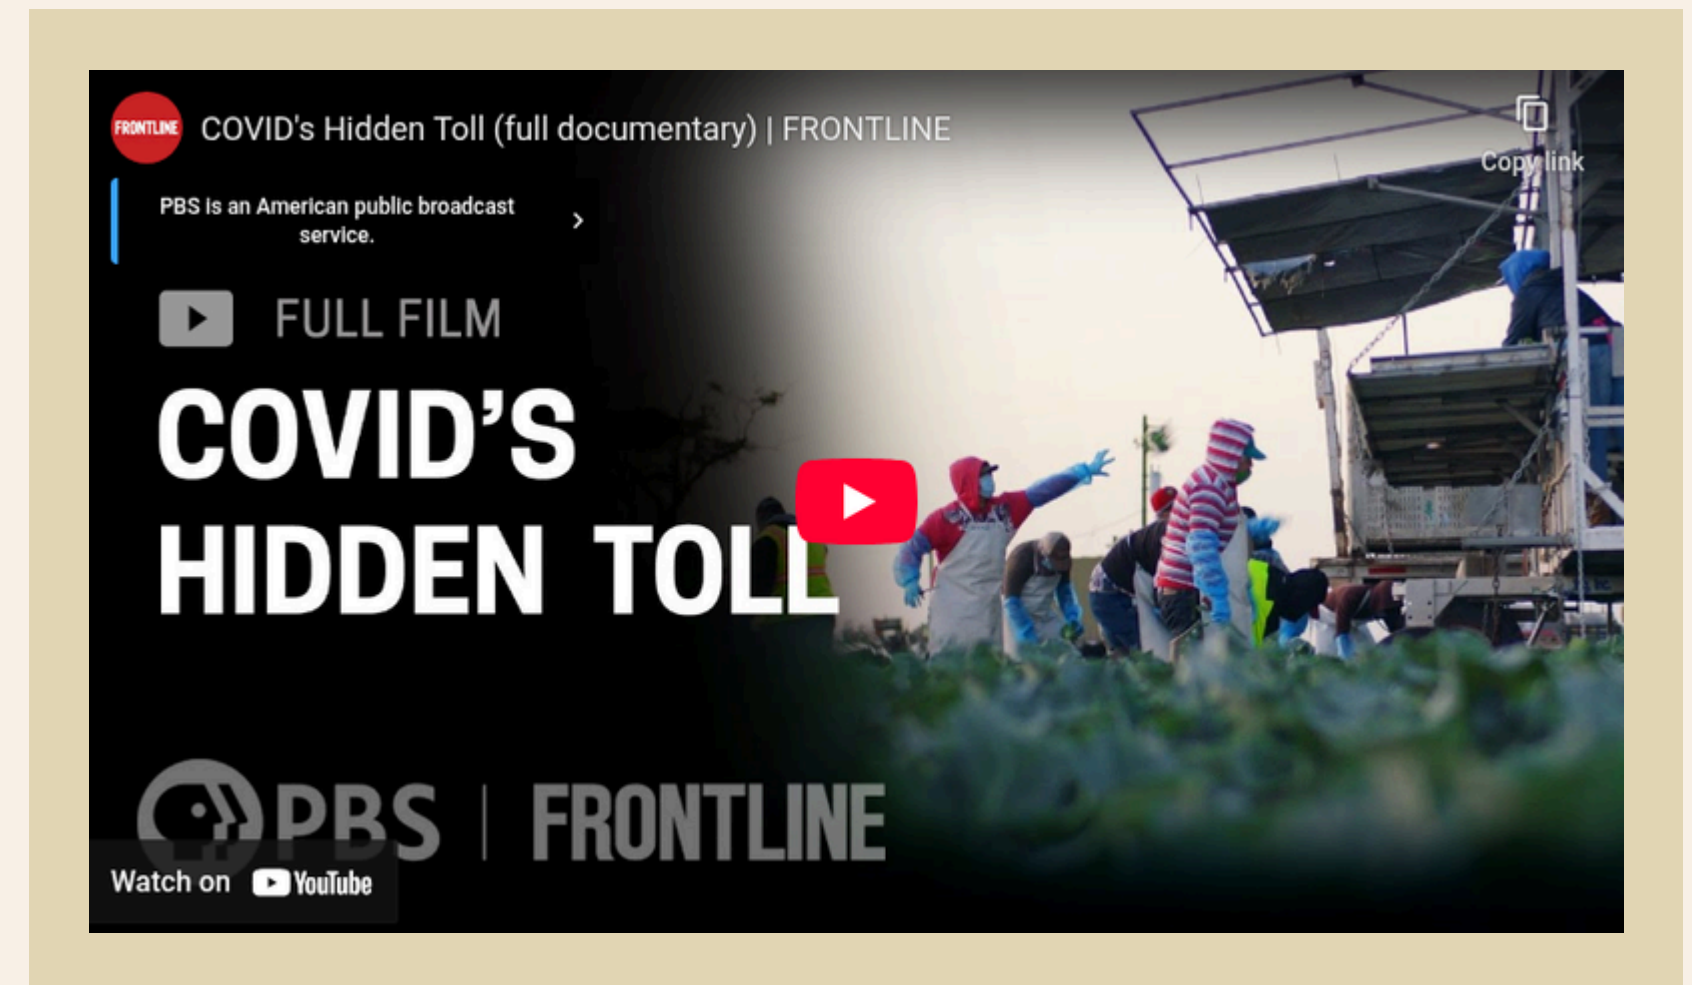 FRONTLINE
COVID's Hidden Toll (full documentary) | FRONTLINE
Copy link
PBS is an American public broadcast
service.
FULL FILM
COVID'S
HIDDEN TOLL
PBS | FRONTLINE
Watch on YouTube